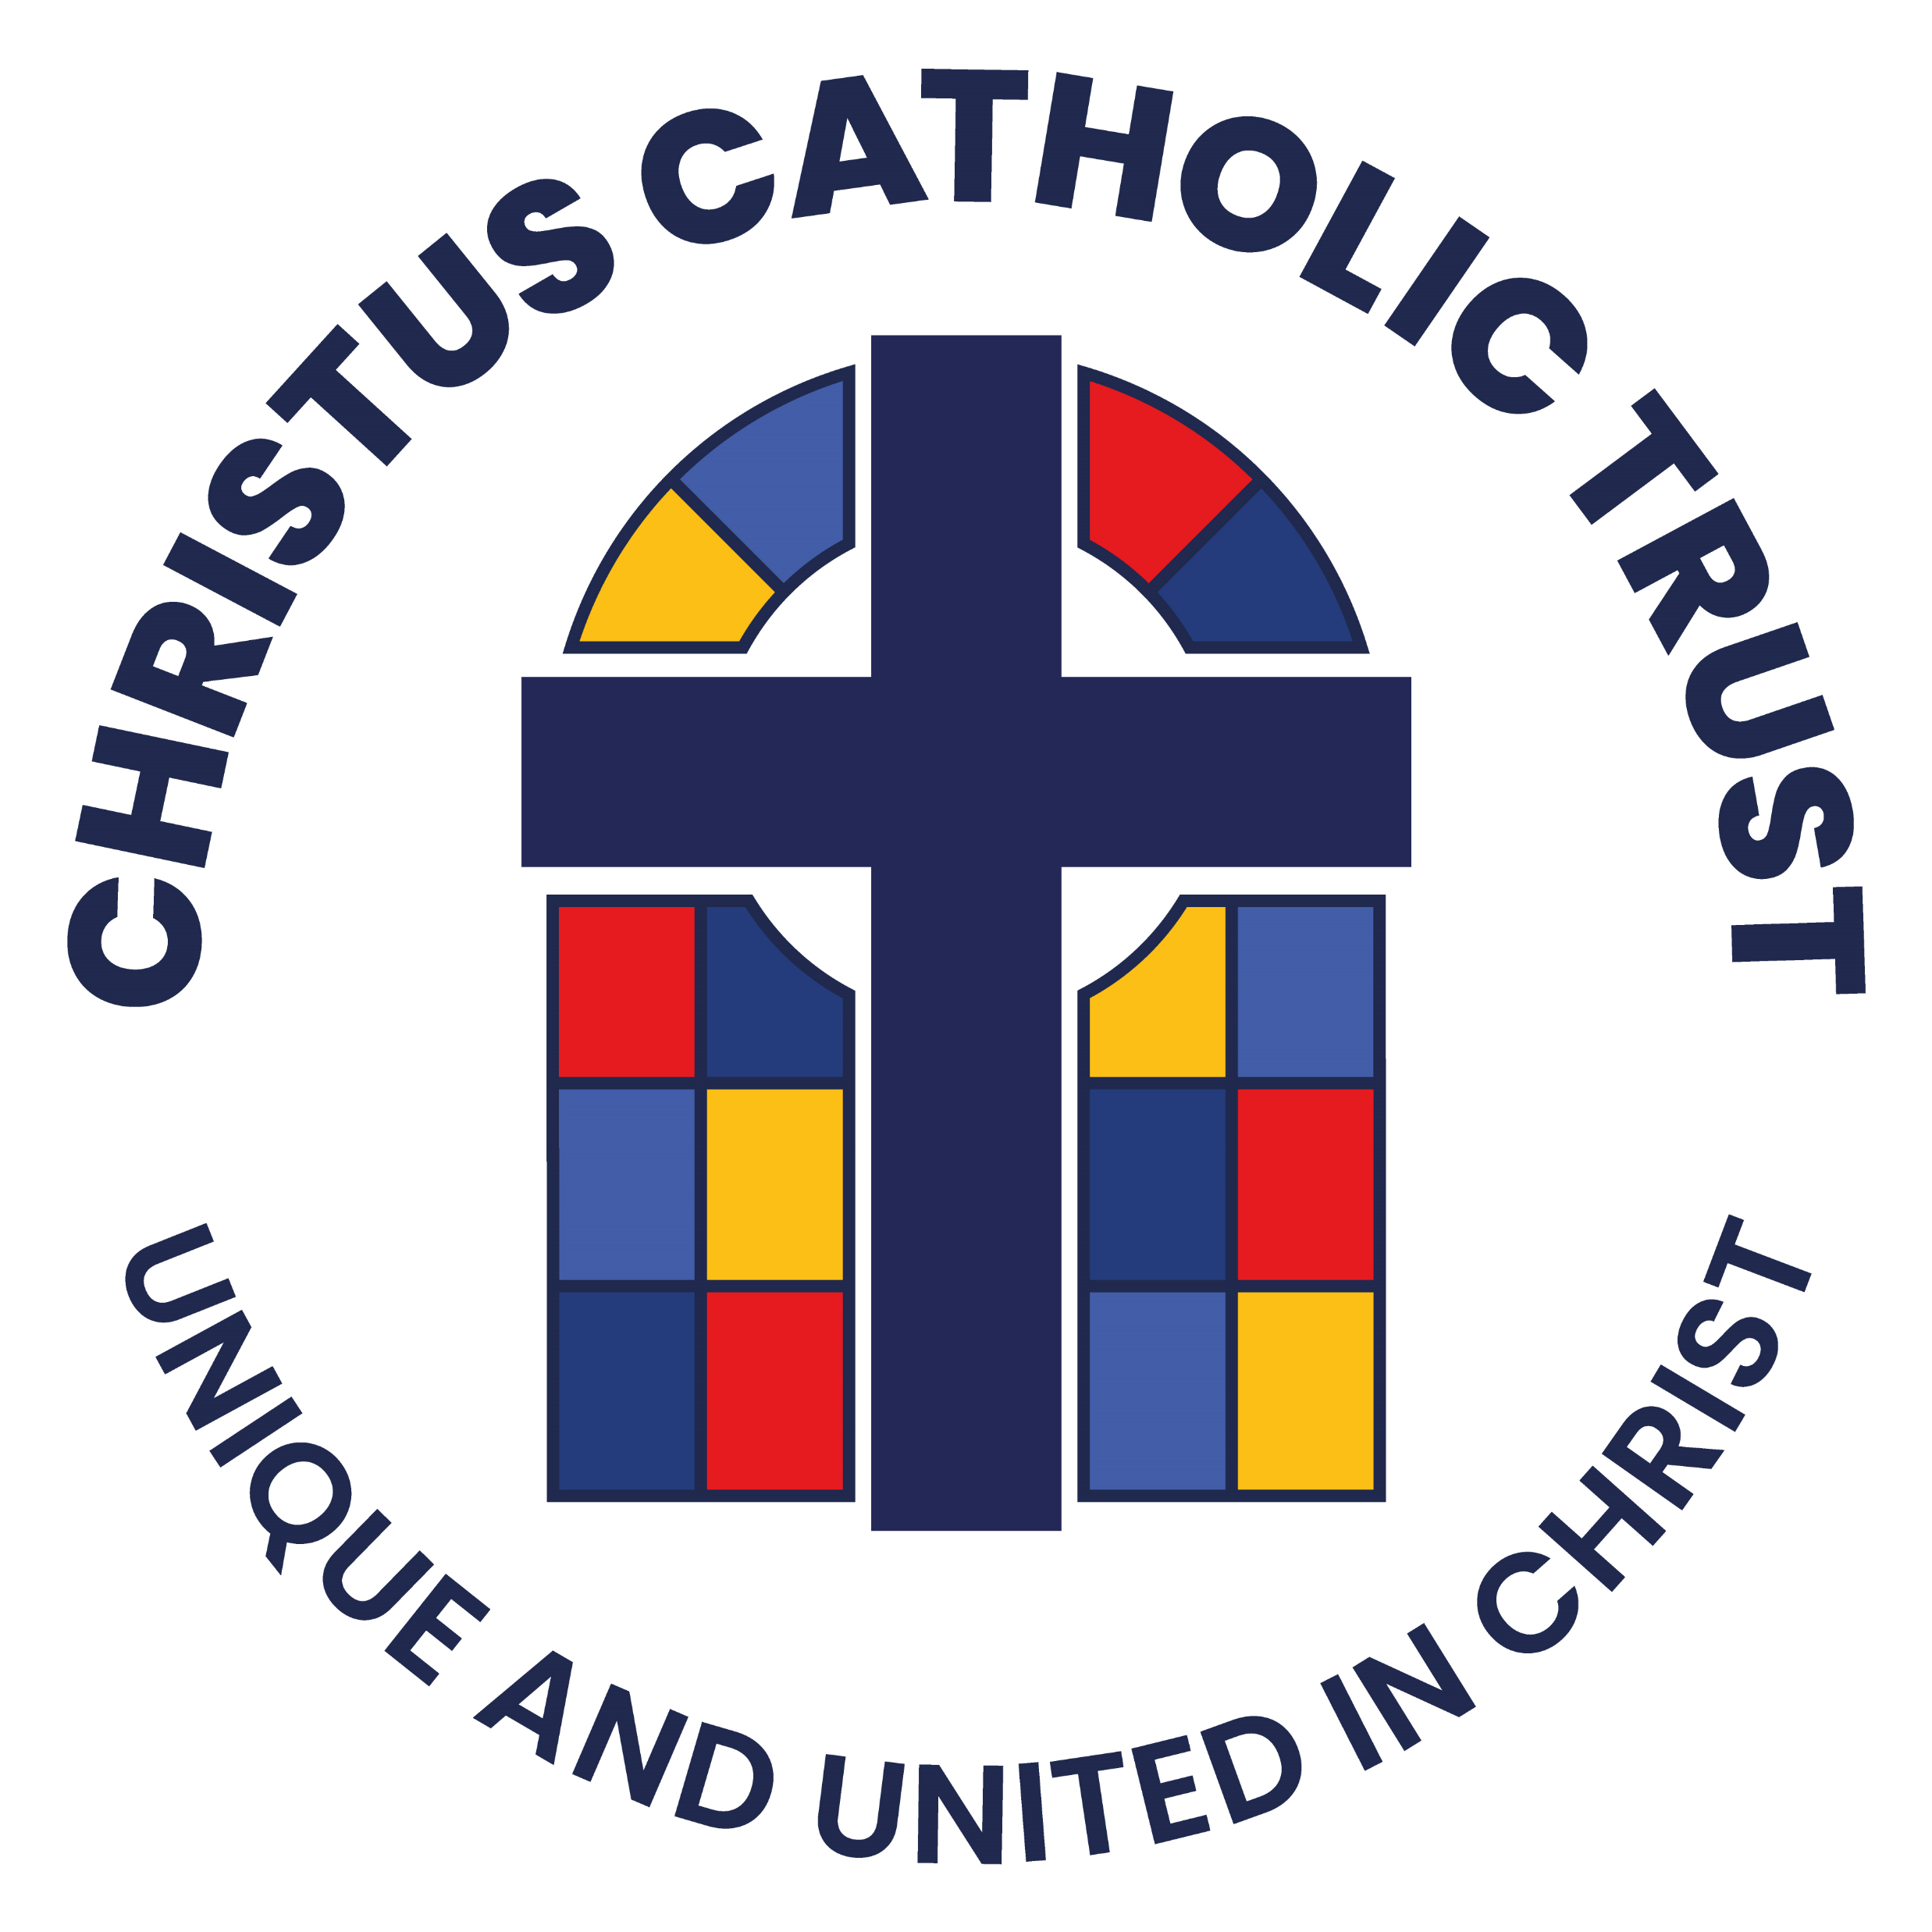 CHRISTUS CATHOLIC TRUST
UNIQUE AND UNITED IN CHRIST